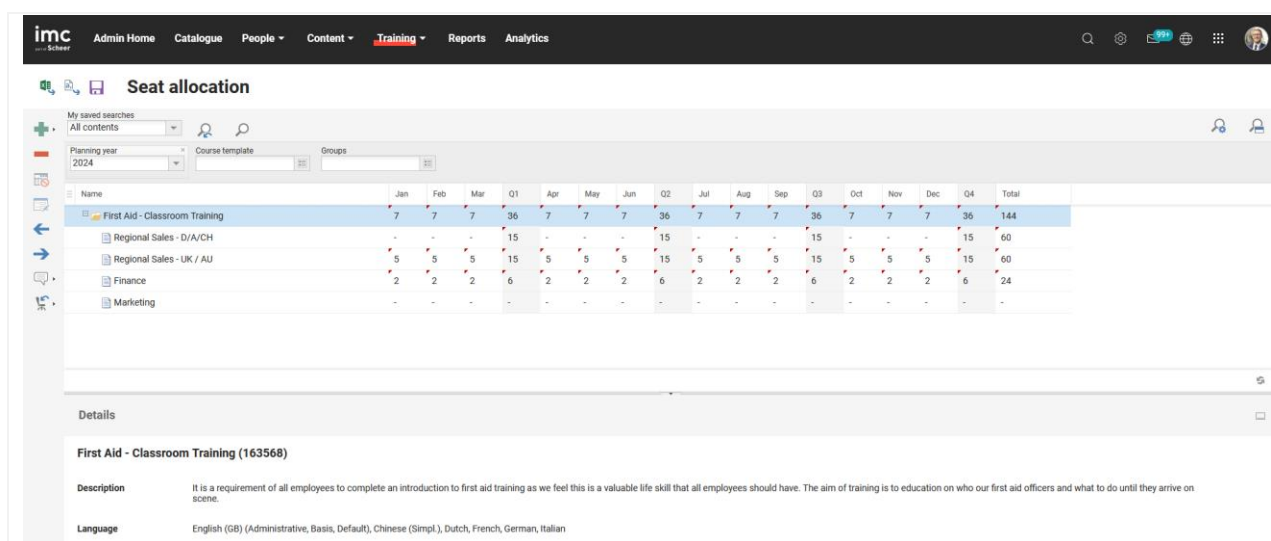 imc
Scheer
Admin Home Catalogue People Content Training Reports Analytics
99+
Seat allocation
My saved searches
All contents
Planning year Course template Groups
2024
Name Jan Feb Mar Q1 Apr May Jun Q2 Jul Aug Sep Q3 Oct Nov Dec Q4 Total
First Aid - Classroom Training 7 7 7 36 7 7 7 36 7 7 7 36 7 7 7 36 144
Regional Sales - D/A/CH - - - 15 - - - 15 - - - 15 - - - 15 60
Regional Sales - UK / AU 5 5 5 15 5 5 5 15 5 5 5 15 5 5 5 15 60
Finance 2 2 2 6 2 2 2 6 2 2 2 6 2 2 2 6 24
Marketing - - - - - - - - - - - - - - - - -
Details
First Aid - Classroom Training (163568)
Description It is a requirement of all employees to complete an introduction to first aid training as we feel this is a valuable life skill that all employees should have. The aim of training is to education on who our first aid officers and what to do until they arrive on
scene.
Language English (GB) (Administrative, Basis, Default), Chinese (Simpl.), Dutch, French, German, Italian